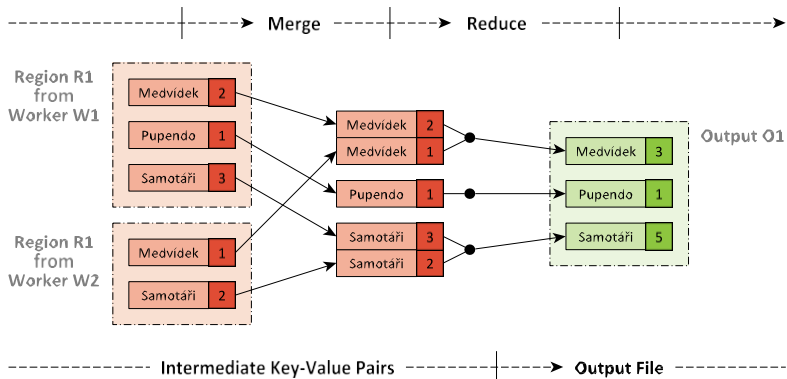 Merge
Reduce
Region R1
from
Worker W1
Medvídek 2
Pupendo 1
Samotáři 3
Region R1
from
Worker W2
Medvídek 1
Samotáři 2
Medvídek 2
Medvídek 1
Pupendo 1
Samotáři 3
Samotáři 2
Medvídek 3
Pupendo 1
Samotáři 5
Output O1
Intermediate Key-Value Pairs
Output File